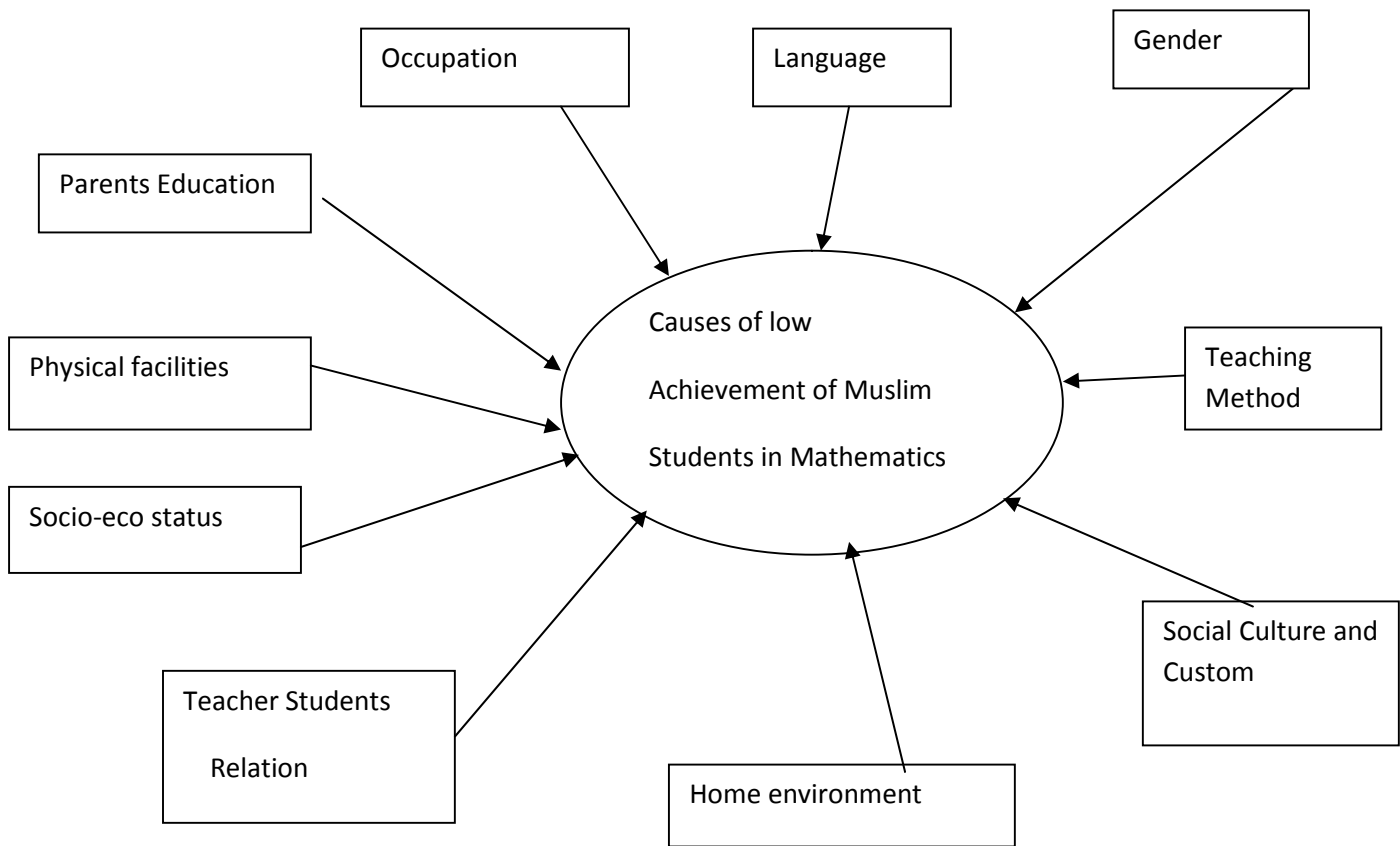 Occupation
Language
Gender
Parents Education
Physical facilities
Socio-eco status
Teacher Students
Relation
Home environment
Social Culture and
Custom
Teaching
Method
Causes of low
Achievement of Muslim
Students in Mathematics